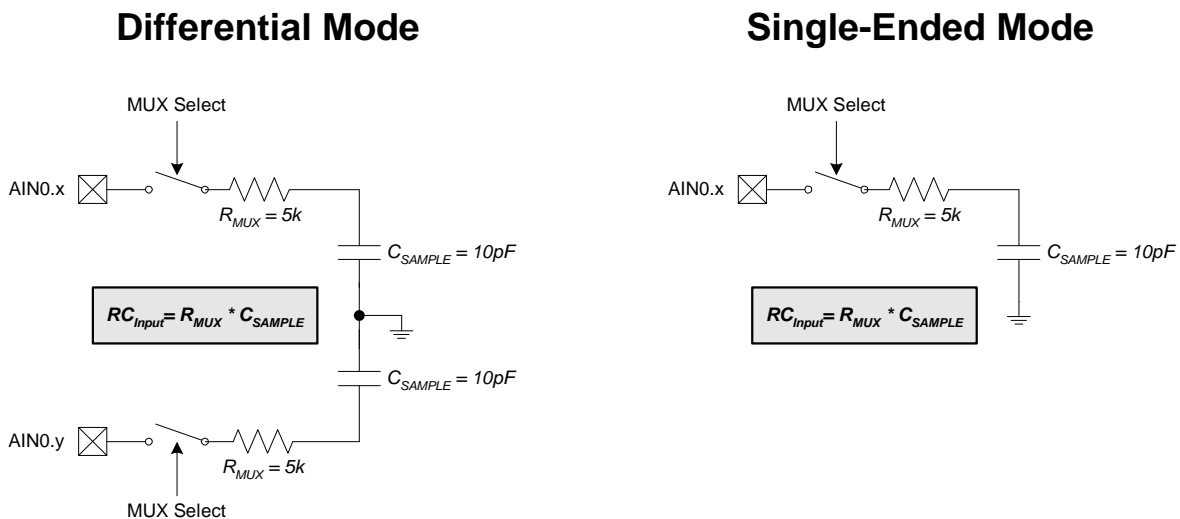 Differential Mode
MUX Select
AIN0.x
R_MUX = 5k
C_SAMPLE = 10pF
RC_Input= R_MUX * C_SAMPLE
C_SAMPLE = 10pF
AIN0.y
R_MUX = 5k
MUX Select
Single-Ended Mode
MUX Select
AIN0.x
R_MUX = 5k
C_SAMPLE = 10pF
RC_Input= R_MUX * C_SAMPLE